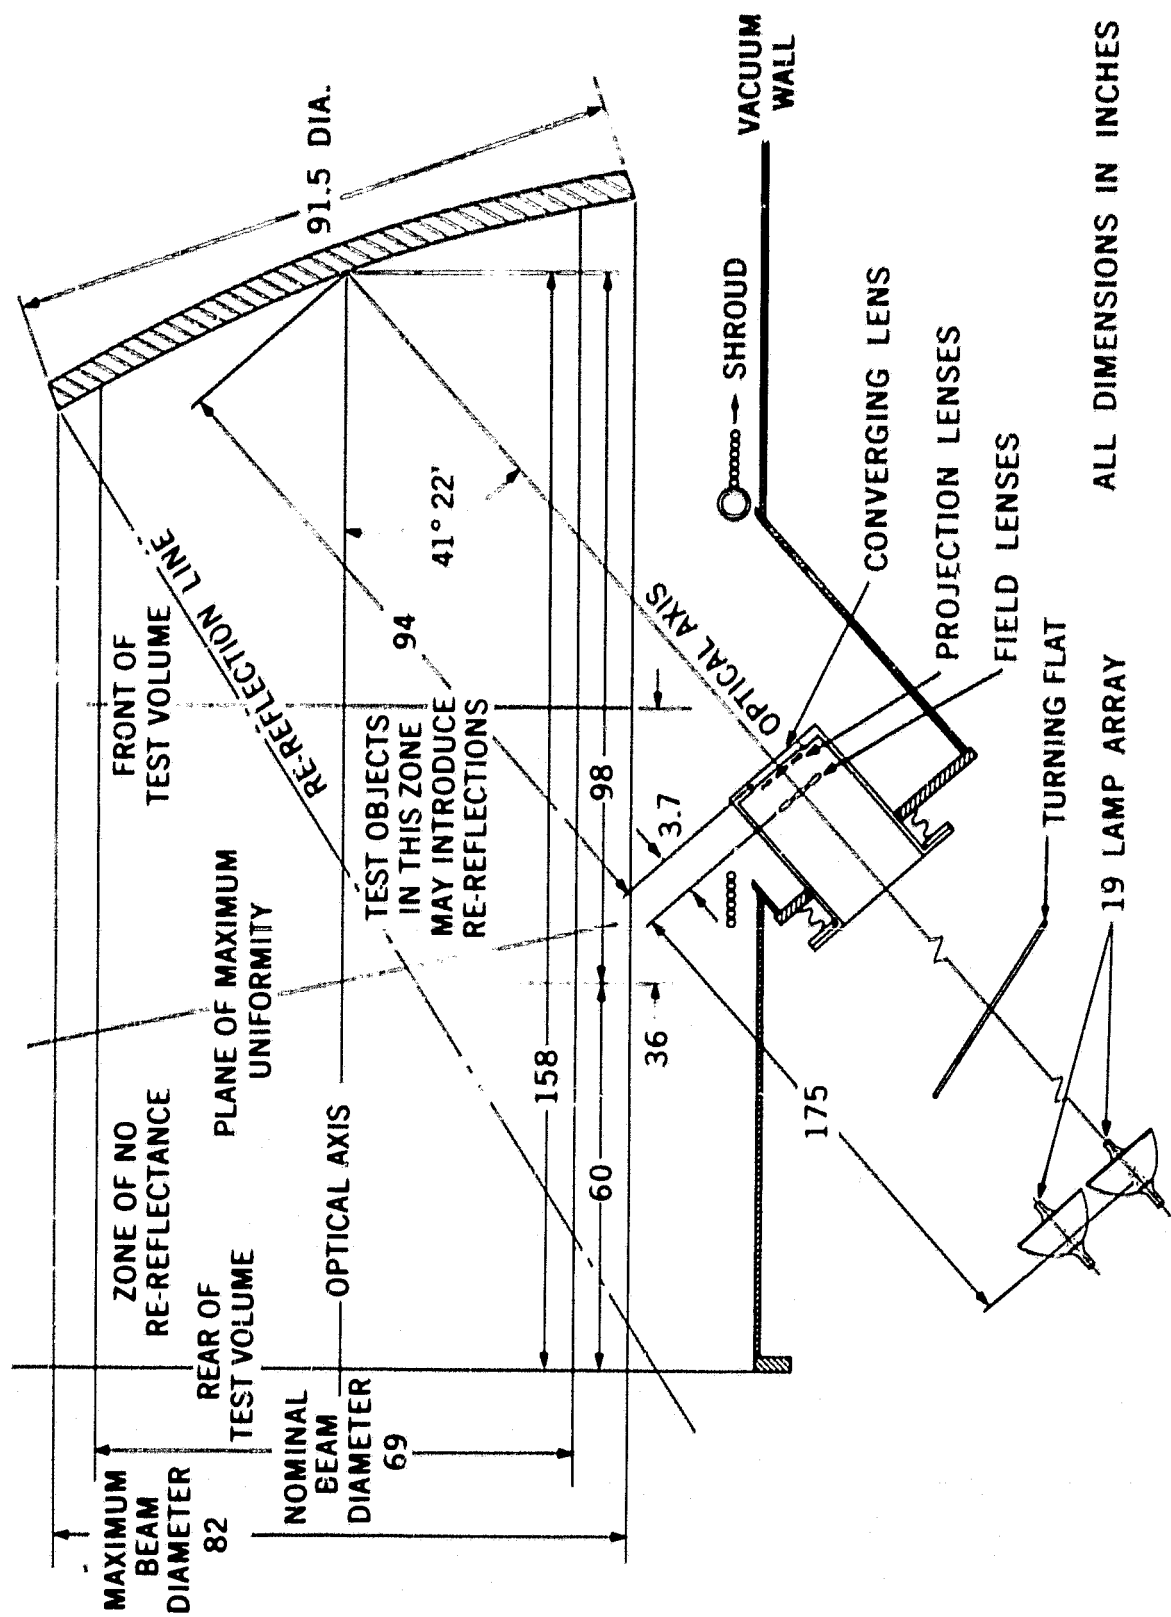 MAXIMUM
BEAM
DIAMETER
82
NOMINAL
BEAM
DIAMETER
69
REAR OF
TEST VOLUME
ZONE OF NO
RE-REFLECTANCE
OPTICAL AXIS
PLANE OF MAXIMUM
UNIFORMITY
FRONT OF
TEST VOLUME
RE-REFLECTION LINE
RE-REFLECTION LINE
TEST OBJECTS
IN THIS ZONE
MAY INTRODUCE
RE-REFLECTIONS
91.5 DIA.
94
41° 22'
158
60
98
36
3.7
175
OPTICAL AXIS
VACUUM
WALL
SHROUD
CONVERGING LENS
PROJECTION LENSES
FIELD LENSES
TURNING FLAT
19 LAMP ARRAY
ALL DIMENSIONS IN INCHES